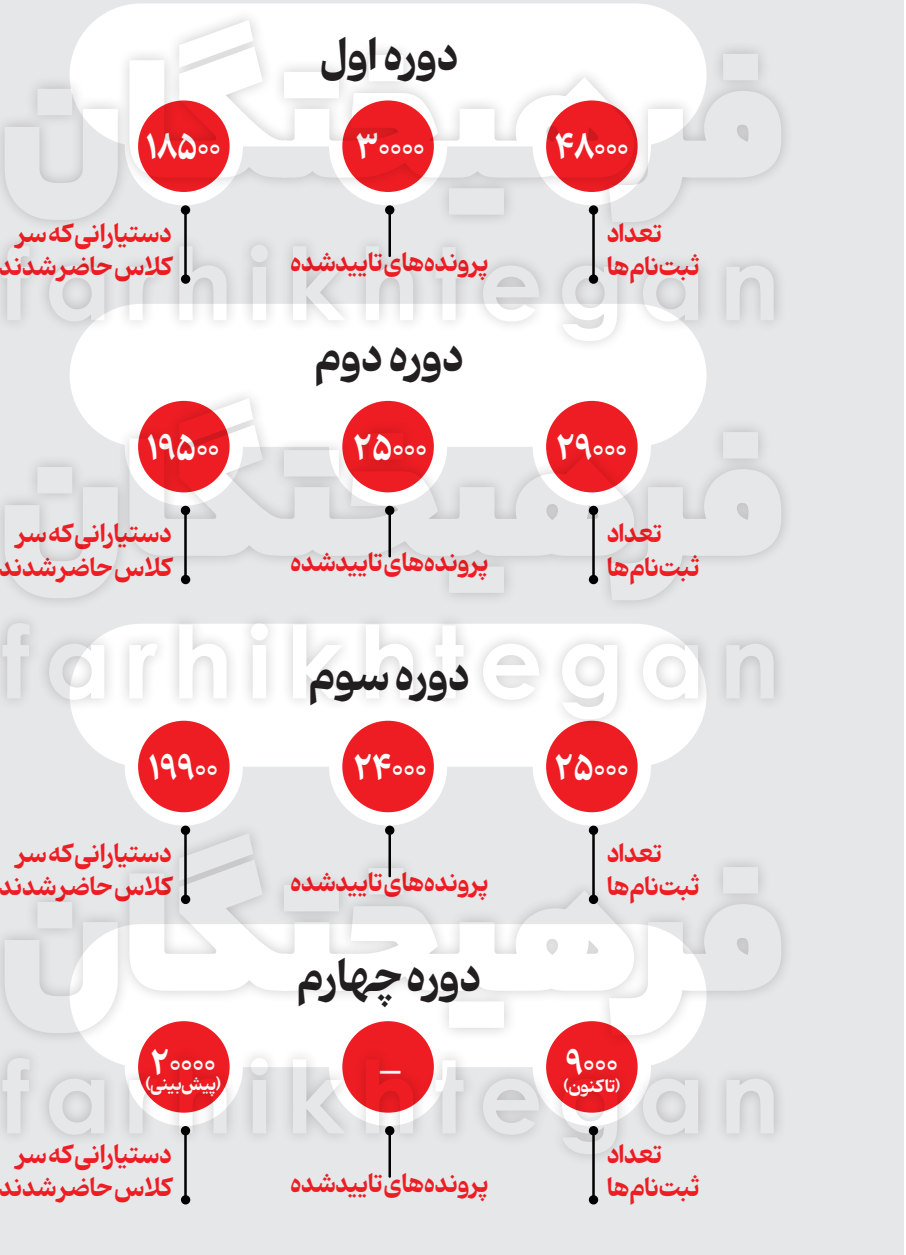 دوره اول
۴۸۰۰۰
۳۰۰۰۰
۱۸۵۰۰
تعداد
ثبت‌نام‌ها
پرونده‌های تاییدشده
دستیارانی که سر
کلاس حاضر شدند
دوره دوم
۲۹۰۰۰
۲۵۰۰۰
۱۹۵۰۰
تعداد
ثبت‌نام‌ها
پرونده‌های تاییدشده
دستیارانی که سر
کلاس حاضر شدند
دوره سوم
۲۵۰۰۰
۲۴۰۰۰
۱۹۹۰۰
تعداد
ثبت‌نام‌ها
پرونده‌های تاییدشده
دستیارانی که سر
کلاس حاضر شدند
دوره چهارم
۹۰۰۰
(تاکنون)
–
۲۰۰۰۰
(پیش‌بینی)
تعداد
ثبت‌نام‌ها
پرونده‌های تاییدشده
دستیارانی که سر
کلاس حاضر شدند
فرهیختگان
farhikhtegan
فرهیختگان
farhikhtegan
فرهیختگان
farhikhtegan